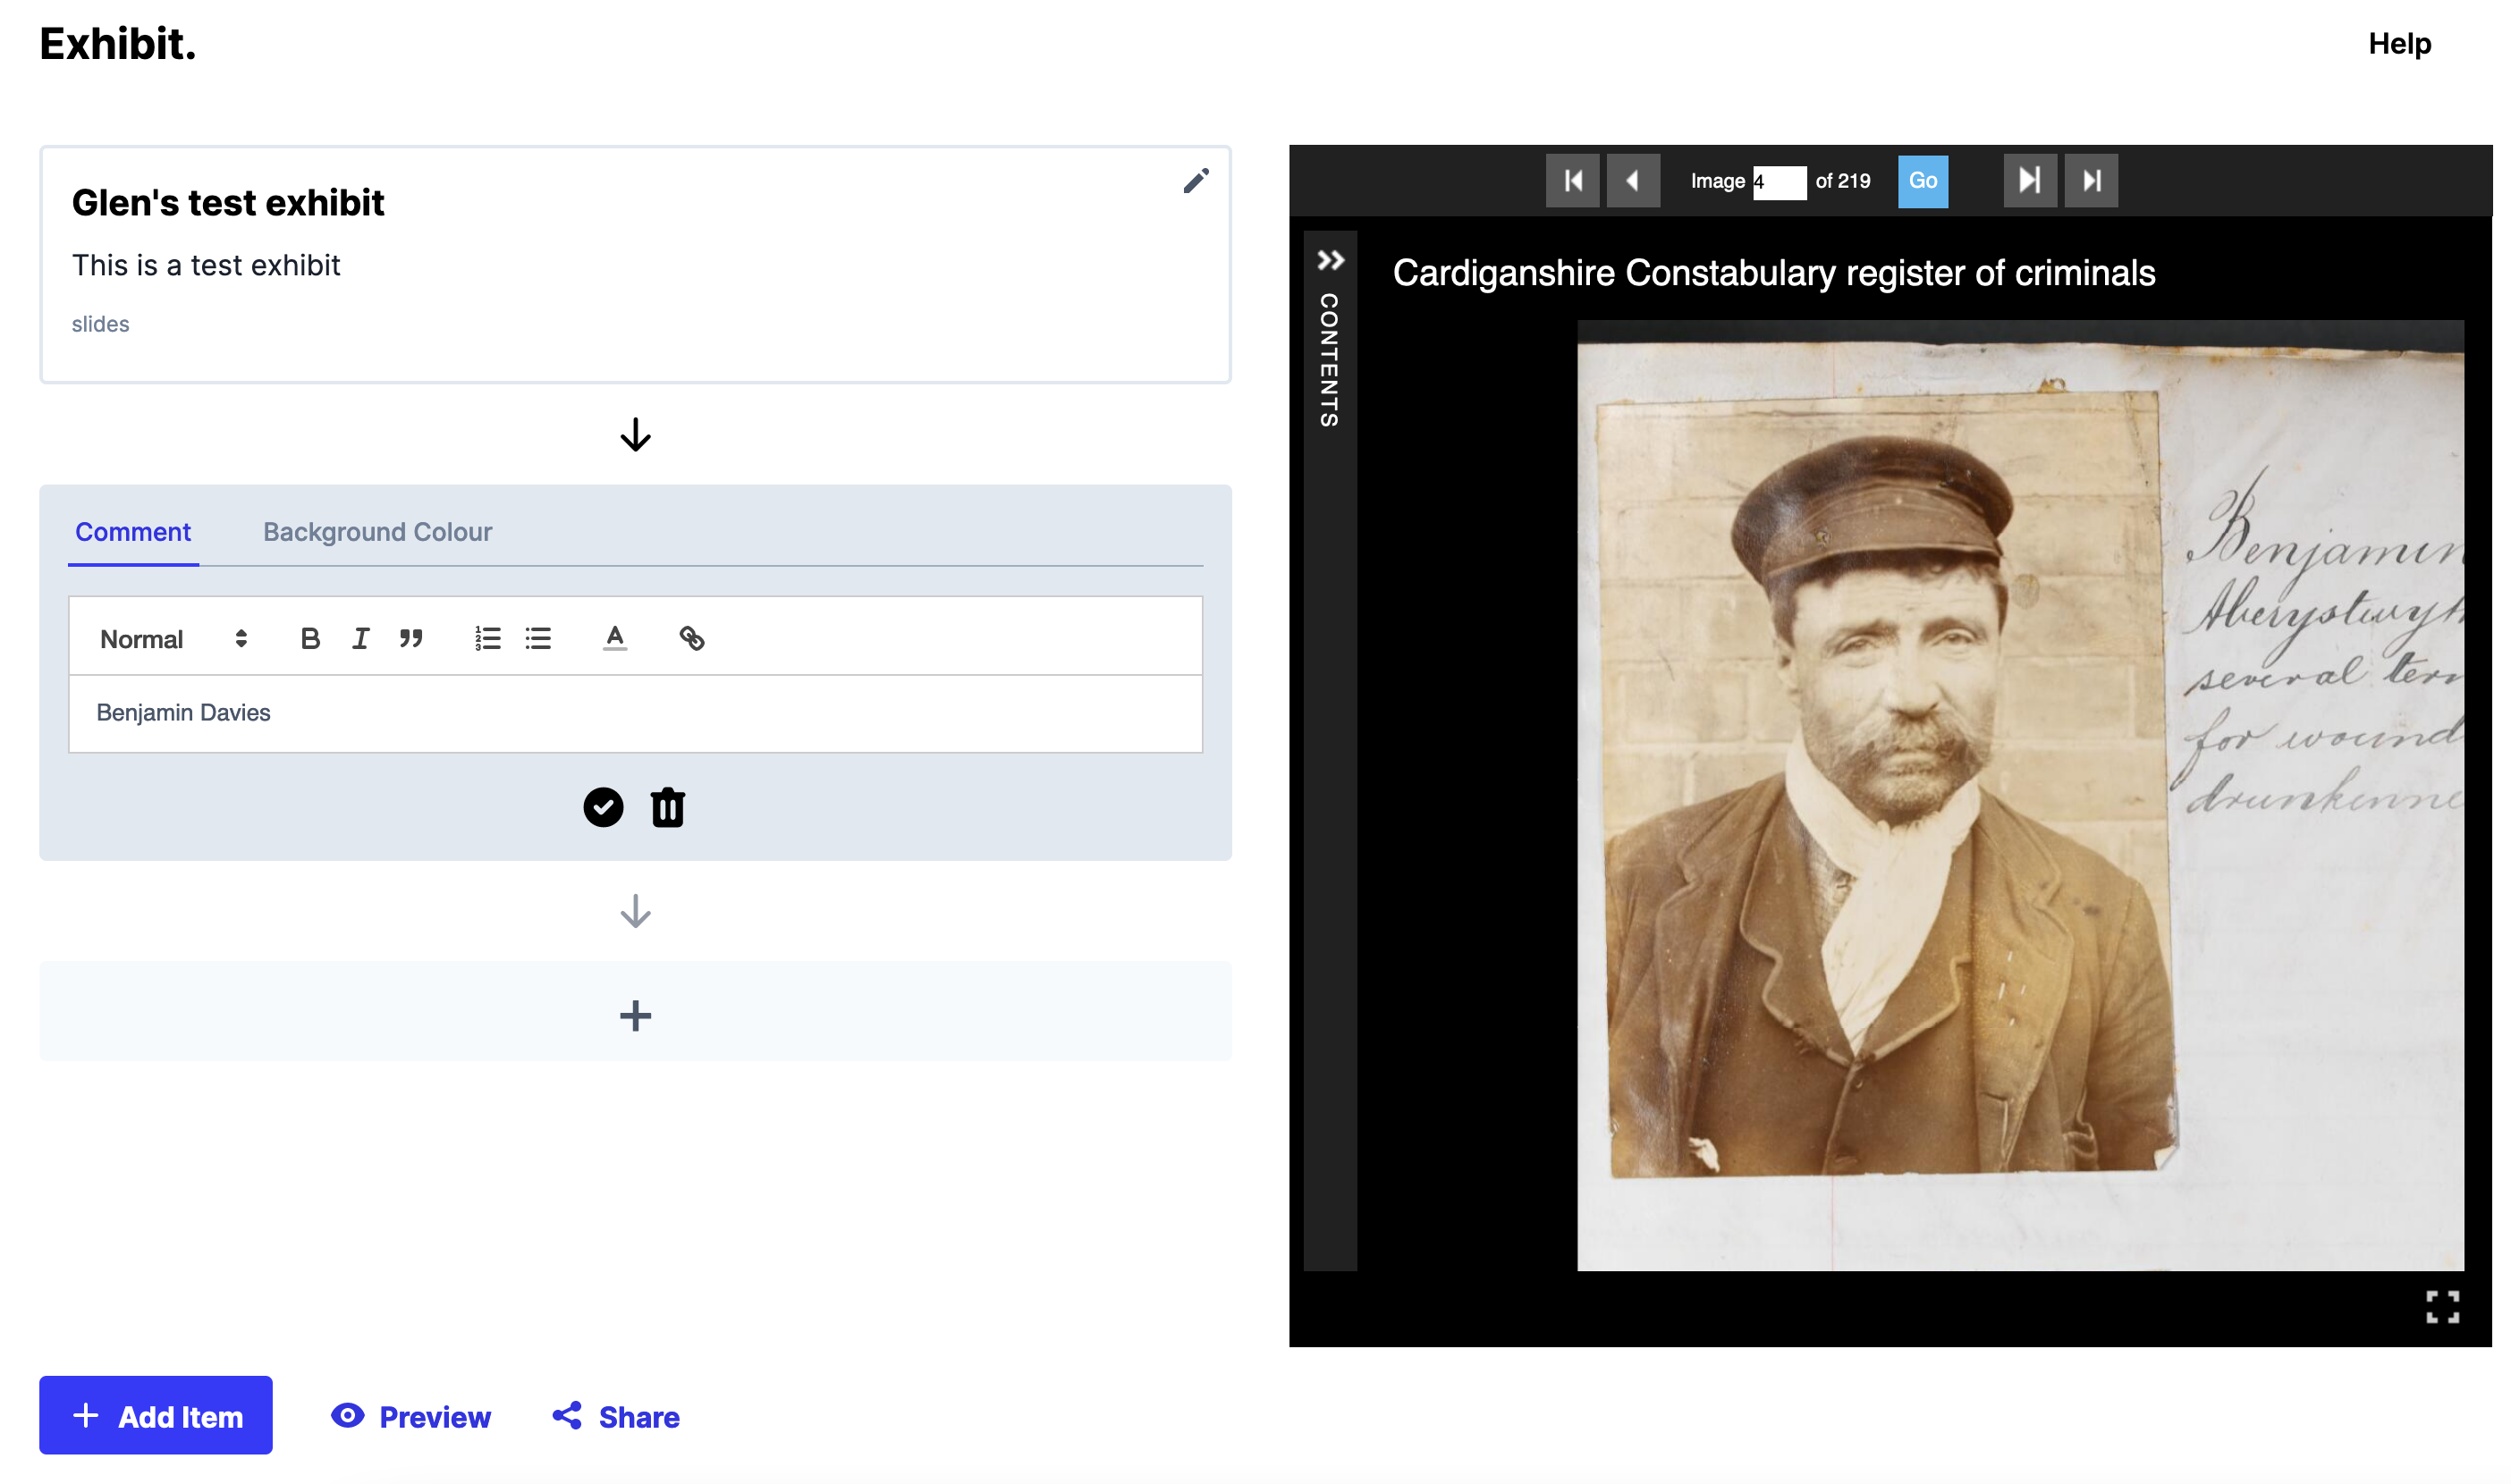 Exhibit.
Help
Glen's test exhibit
This is a test exhibit
slides
Comment
Background Colour
Normal
B I ” A
Benjamin Davies
Add Item
Preview
Share
Image 4 of 219 Go
CONTENTS
Cardiganshire Constabulary register of criminals
Benjamin
Aberystwyth
several ter
for wound
drunkenne